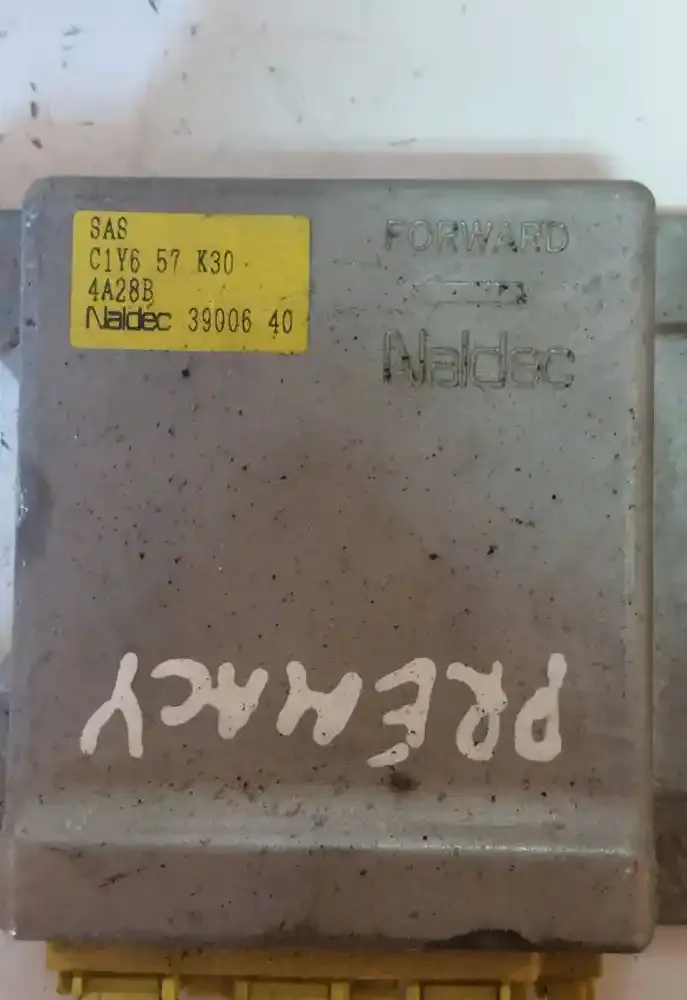 SAS
C1Y6 57 K30
4A28B
Naldec 39006 40
FORWARD
Naldec
PREMACY